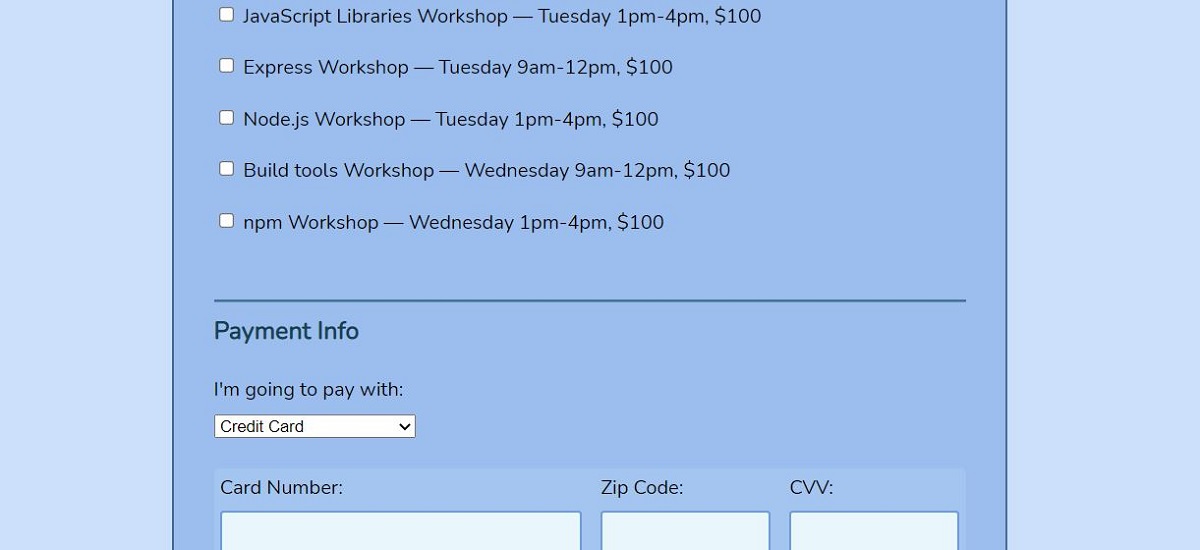 JavaScript Libraries Workshop — Tuesday 1pm-4pm, $100
Express Workshop — Tuesday 9am-12pm, $100
Node.js Workshop — Tuesday 1pm-4pm, $100
Build tools Workshop — Wednesday 9am-12pm, $100
npm Workshop — Wednesday 1pm-4pm, $100
Payment Info
I'm going to pay with:
Credit Card
Card Number: Zip Code: CVV: